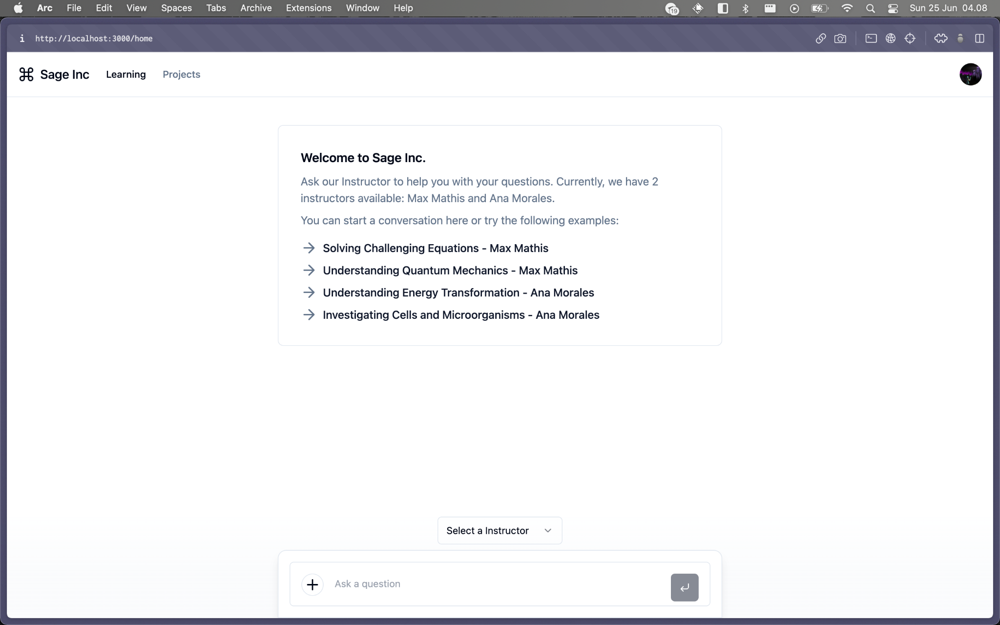 Arc File Edit View Spaces Tabs Archive Extensions Window Help 19 Sun 25 Jun 04.08
i http://localhost:3000/home
Sage Inc Learning Projects
Welcome to Sage Inc.
Ask our Instructor to help you with your questions. Currently, we have 2
instructors available: Max Mathis and Ana Morales.
You can start a conversation here or try the following examples:
Solving Challenging Equations - Max Mathis
Understanding Quantum Mechanics - Max Mathis
Understanding Energy Transformation - Ana Morales
Investigating Cells and Microorganisms - Ana Morales
Select a Instructor
Ask a question